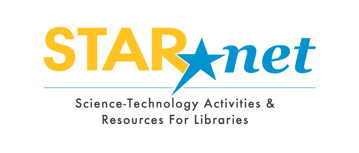 STAR net
Science-Technology Activities &
Resources For Libraries